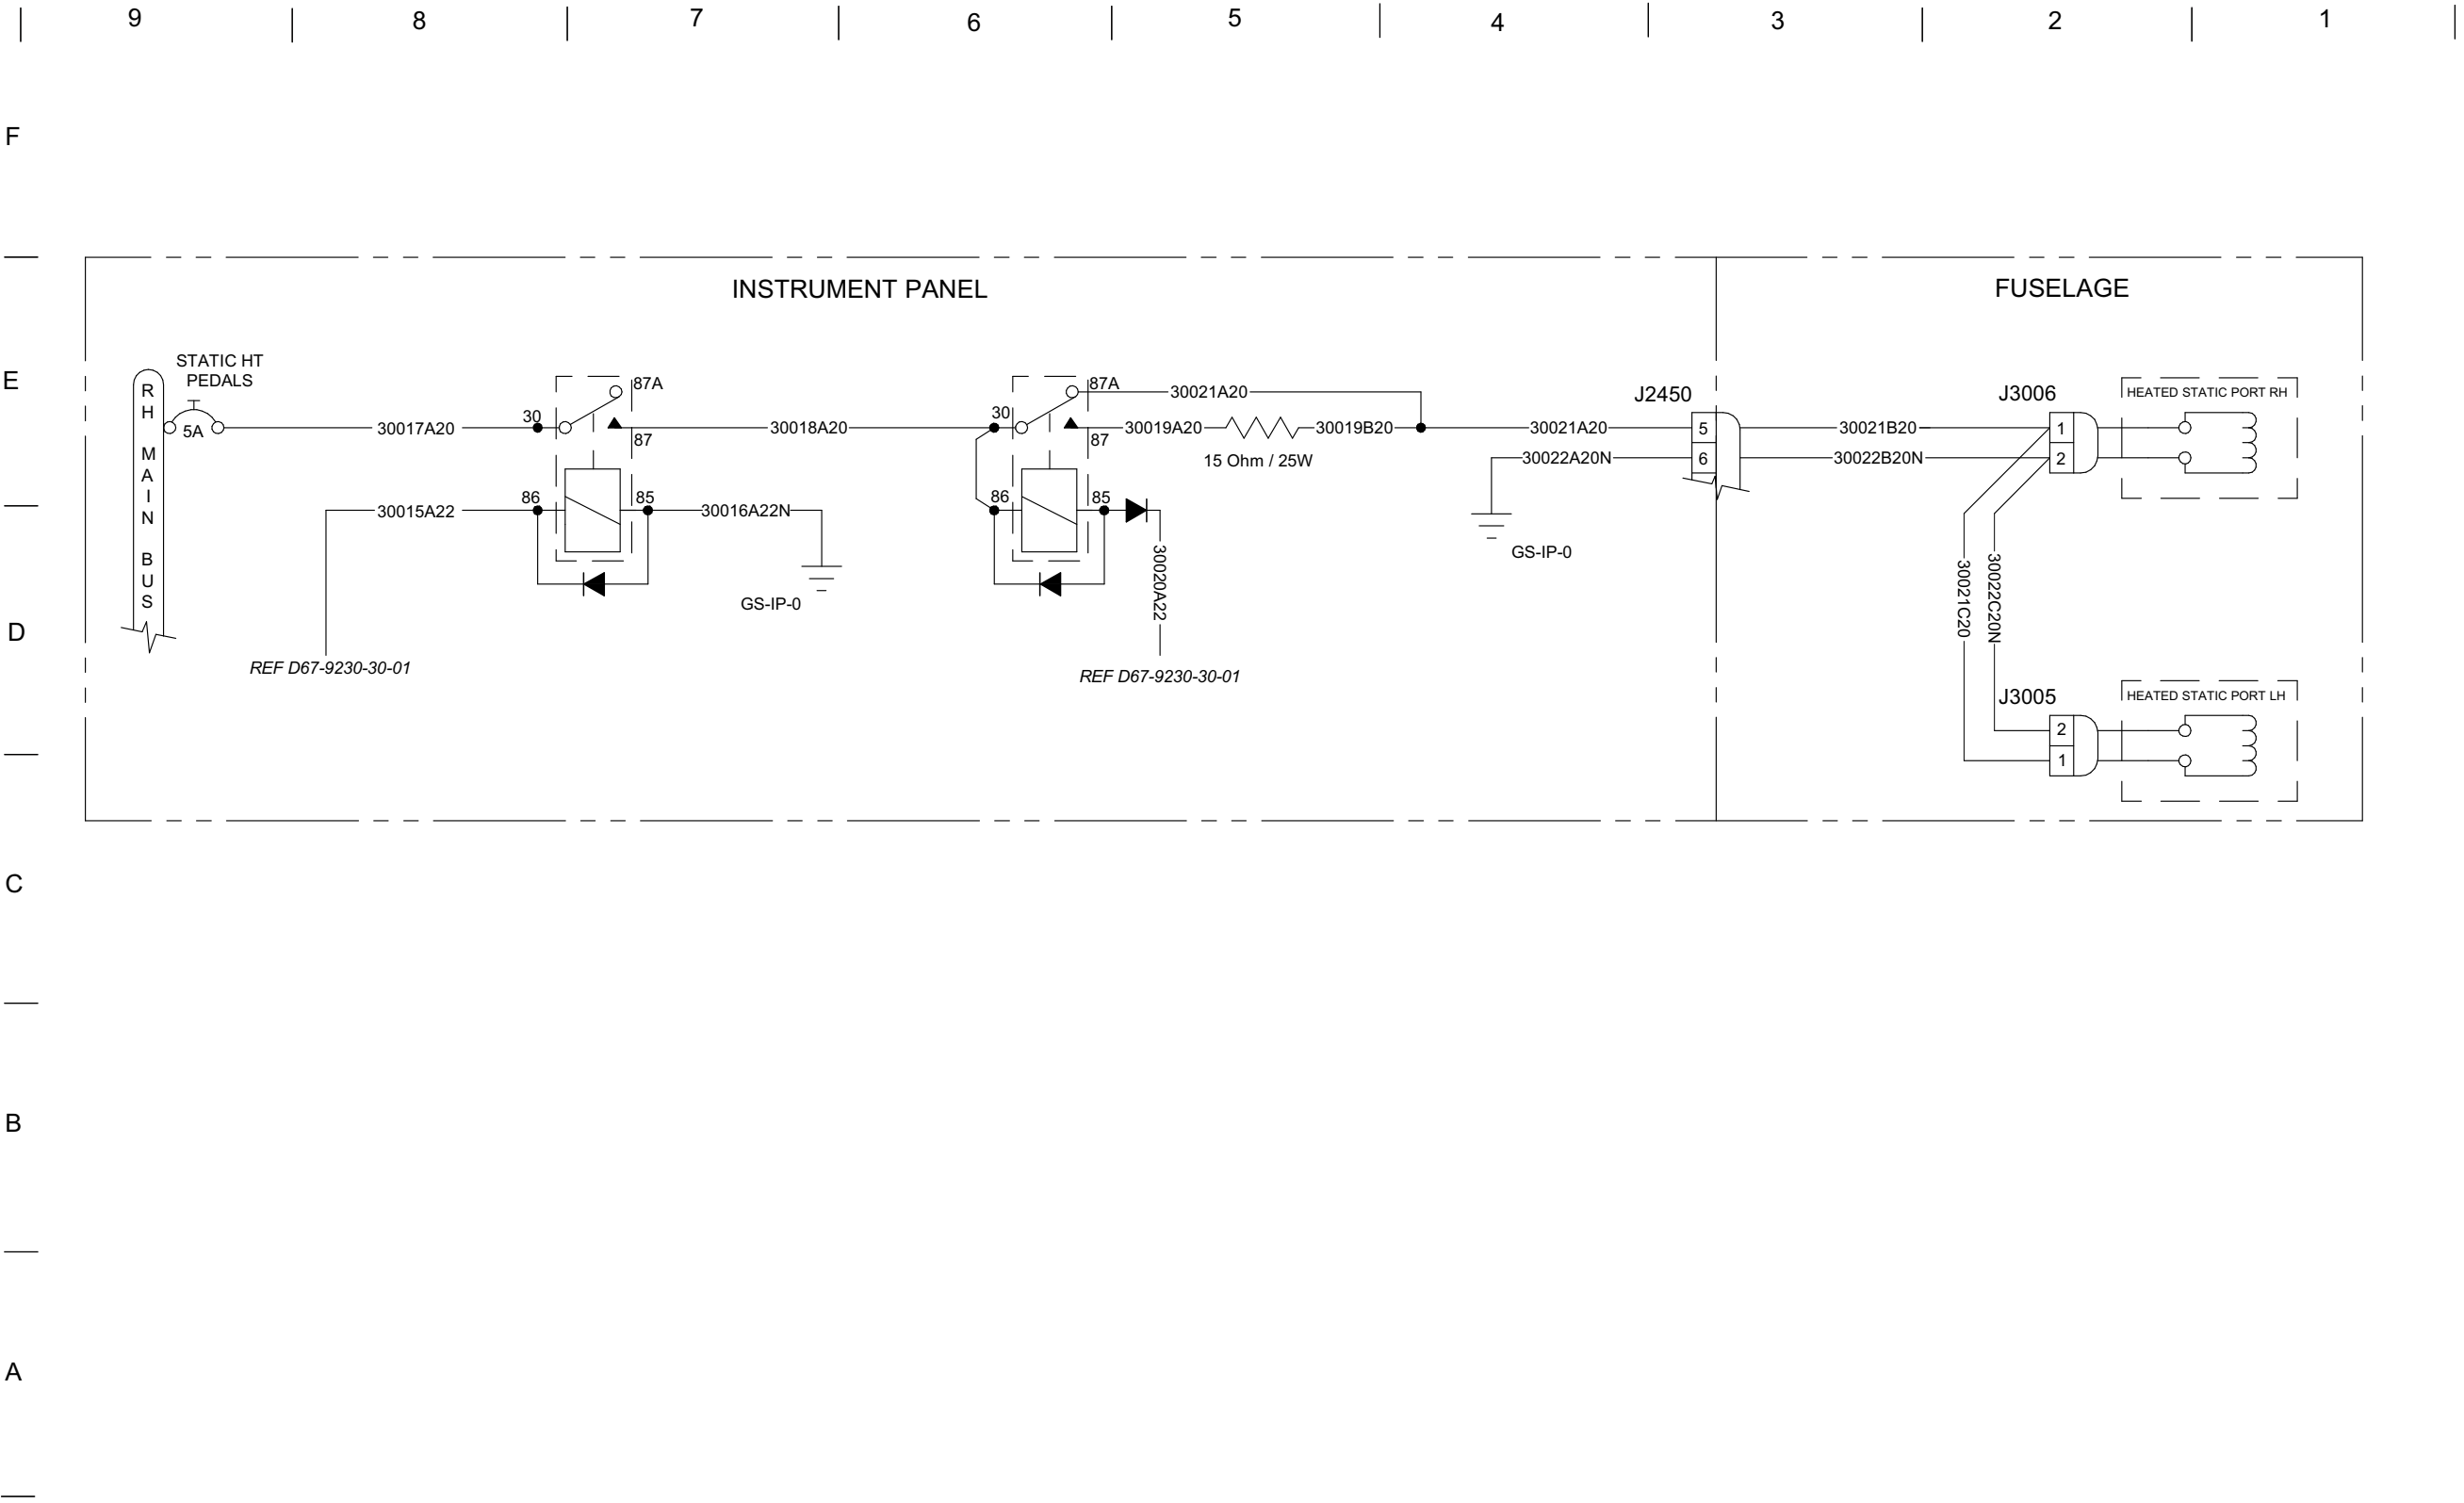 9 8 7 6 5 4 3 2 1
F
INSTRUMENT PANEL
FUSELAGE
E
STATIC HT
PEDALS
5A
RH MAIN BUS
30017A20
30
87A
87
30018A20
30
87A
87
30021A20
30019A20
30019B20
15 Ohm / 25W
30021A20
30022A20N
GS-IP-0
J2450
5
6
30021B20
30022B20N
J3006
1
2
HEATED STATIC PORT RH
30015A22
86
85
30016A22N
GS-IP-0
86
85
30020A22
30021C20
30022C20N
D
REF D67-9230-30-01
REF D67-9230-30-01
J3005
2
1
HEATED STATIC PORT LH
C
B
A